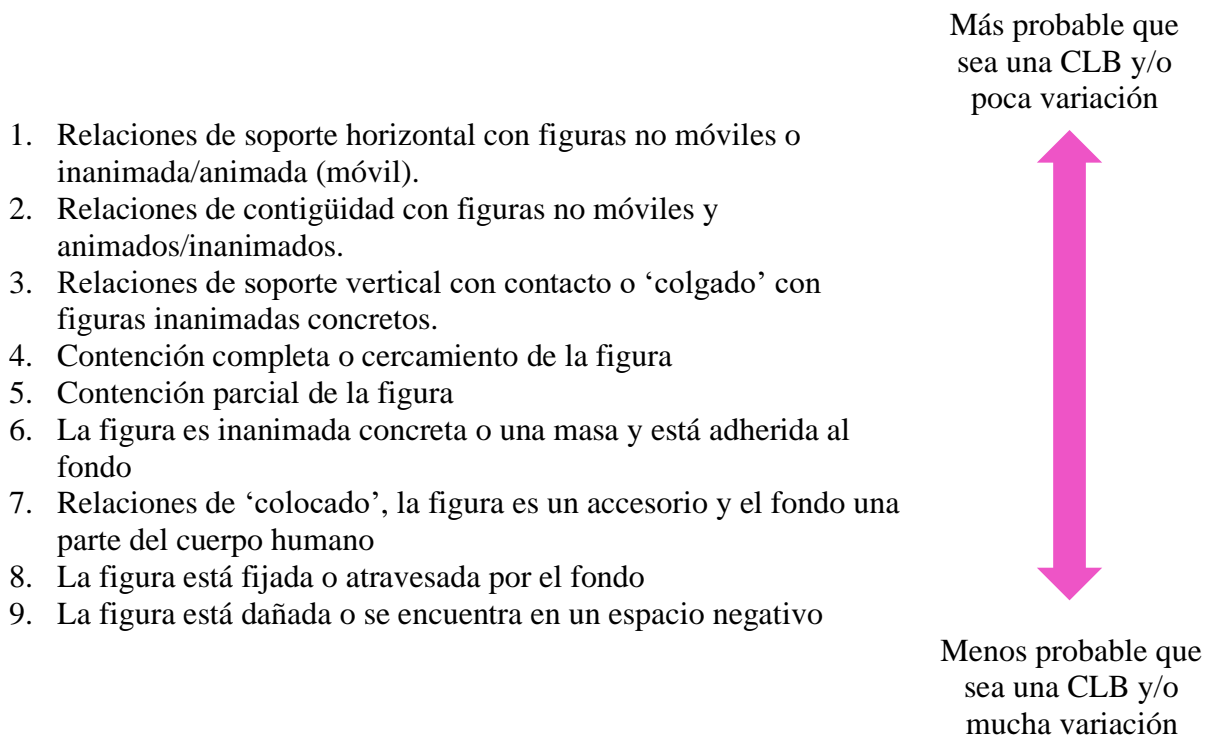 Más probable que
sea una CLB y/o
poca variación
1. Relaciones de soporte horizontal con figuras no móviles o
inanimada/animada (móvil).
2. Relaciones de contigüidad con figuras no móviles y
animados/inanimados.
3. Relaciones de soporte vertical con contacto o ‘colgado’ con
figuras inanimadas concretos.
4. Contención completa o cercamiento de la figura
5. Contención parcial de la figura
6. La figura es inanimada concreta o una masa y está adherida al
fondo
7. Relaciones de ‘colocado’, la figura es un accesorio y el fondo una
parte del cuerpo humano
8. La figura está fijada o atravesada por el fondo
9. La figura está dañada o se encuentra en un espacio negativo
Menos probable que
sea una CLB y/o
mucha variación